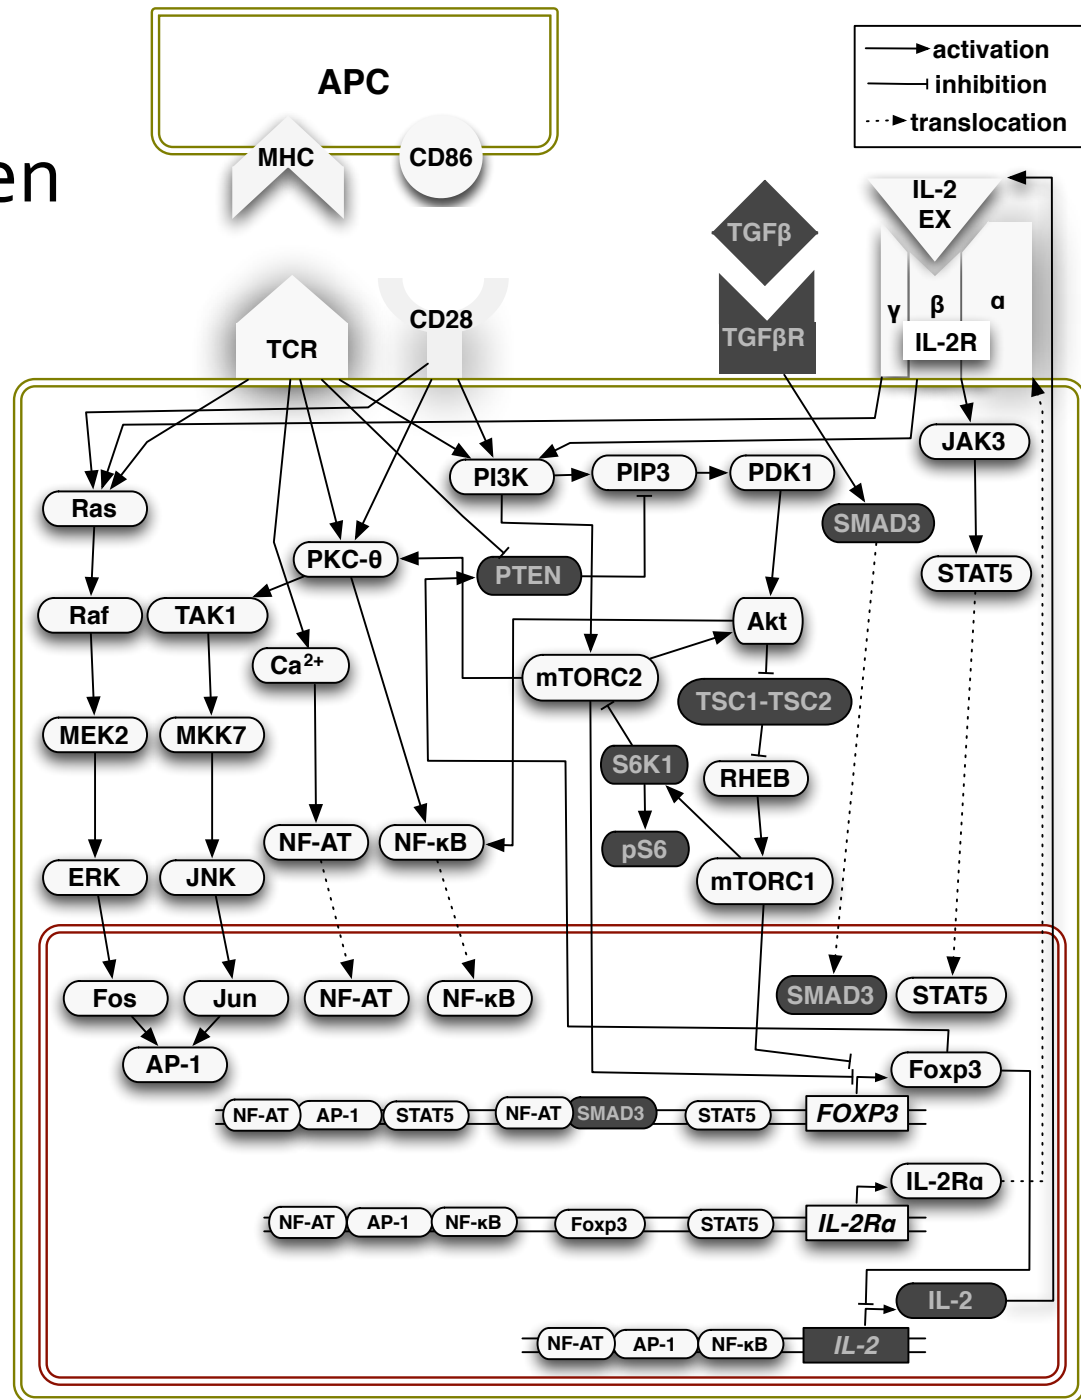 APC
MHC
CD86
activation
inhibition
translocation
en
TGFβ
IL-2
EX
TCR
CD28
TGFβR
γ
β
α
IL-2R
JAK3
PI3K
PIP3
PDK1
Ras
SMAD3
PKC-θ
PTEN
STAT5
Raf
TAK1
Akt
Ca²⁺
mTORC2
TSC1-TSC2
MEK2
MKK7
S6K1
RHEB
NF-AT
NF-κB
pS6
ERK
JNK
mTORC1
Fos
Jun
NF-AT
NF-κB
SMAD3
STAT5
AP-1
Foxp3
NF-AT AP-1 STAT5 NF-AT SMAD3 STAT5 FOXP3
IL-2Rα
NF-AT AP-1 NF-κB Foxp3 STAT5 IL-2Rα
IL-2
NF-AT AP-1 NF-κB IL-2